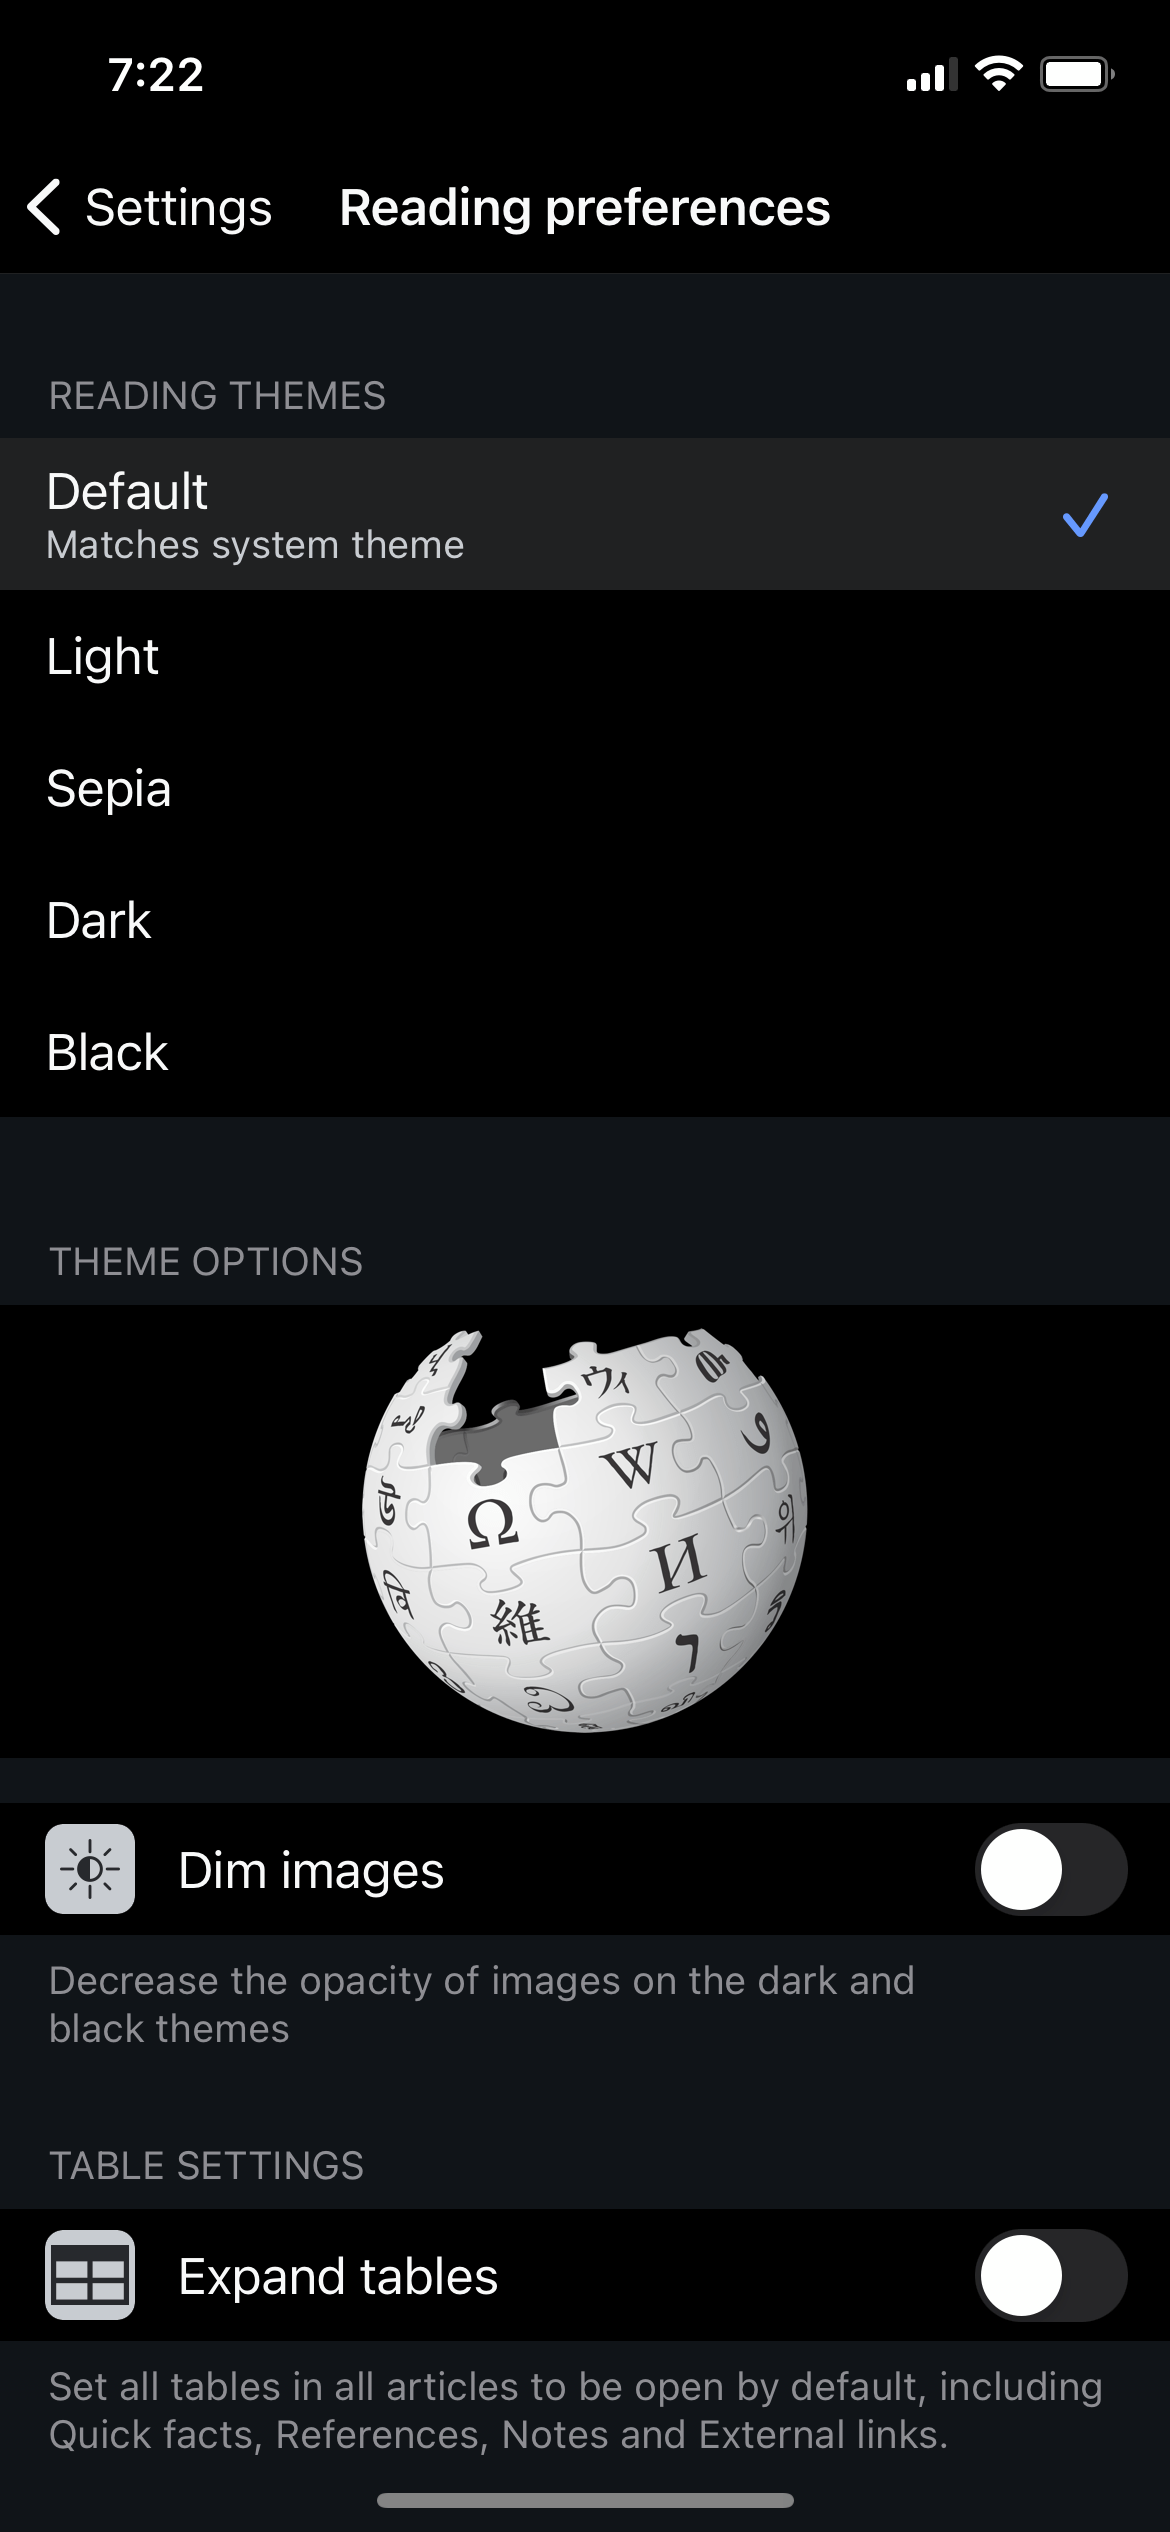 7:22
Settings
Reading preferences
READING THEMES
Default
Matches system theme
Light
Sepia
Dark
Black
THEME OPTIONS
ウィ
W
Ω
И
維
위
و
Dim images
Decrease the opacity of images on the dark and
black themes
TABLE SETTINGS
Expand tables
Set all tables in all articles to be open by default, including
Quick facts, References, Notes and External links.